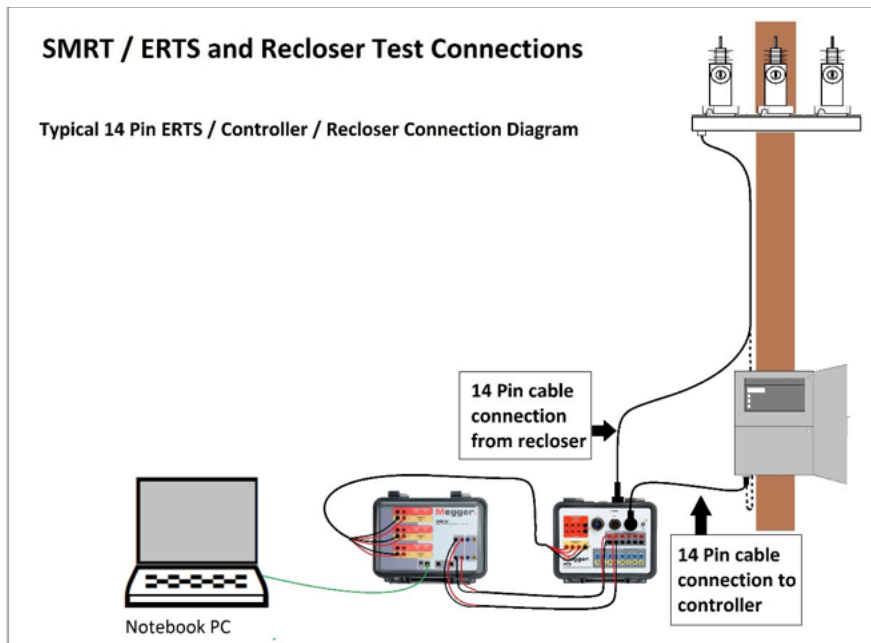 SMRT / ERTS and Recloser Test Connections
Typical 14 Pin ERTS / Controller / Recloser Connection Diagram
14 Pin cable
connection
from recloser
Megger
Megger
14 Pin cable
connection to
controller
Notebook PC